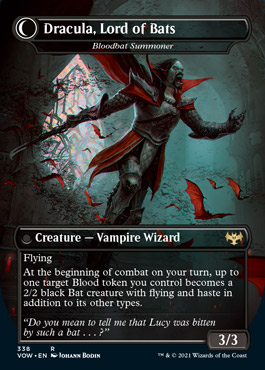 Dracula, Lord of Bats
Bloodbat Summoner
Creature — Vampire Wizard
Flying
At the beginning of combat on your turn, up to
one target Blood token you control becomes a
2/2 black Bat creature with flying and haste in
addition to its other types.
“Do you mean to tell me that Lucy was bitten
by such a bat . . . ?”
3/3
338 R
VOW • EN Johann Bodin
™ & © 2021 Wizards of the Coast